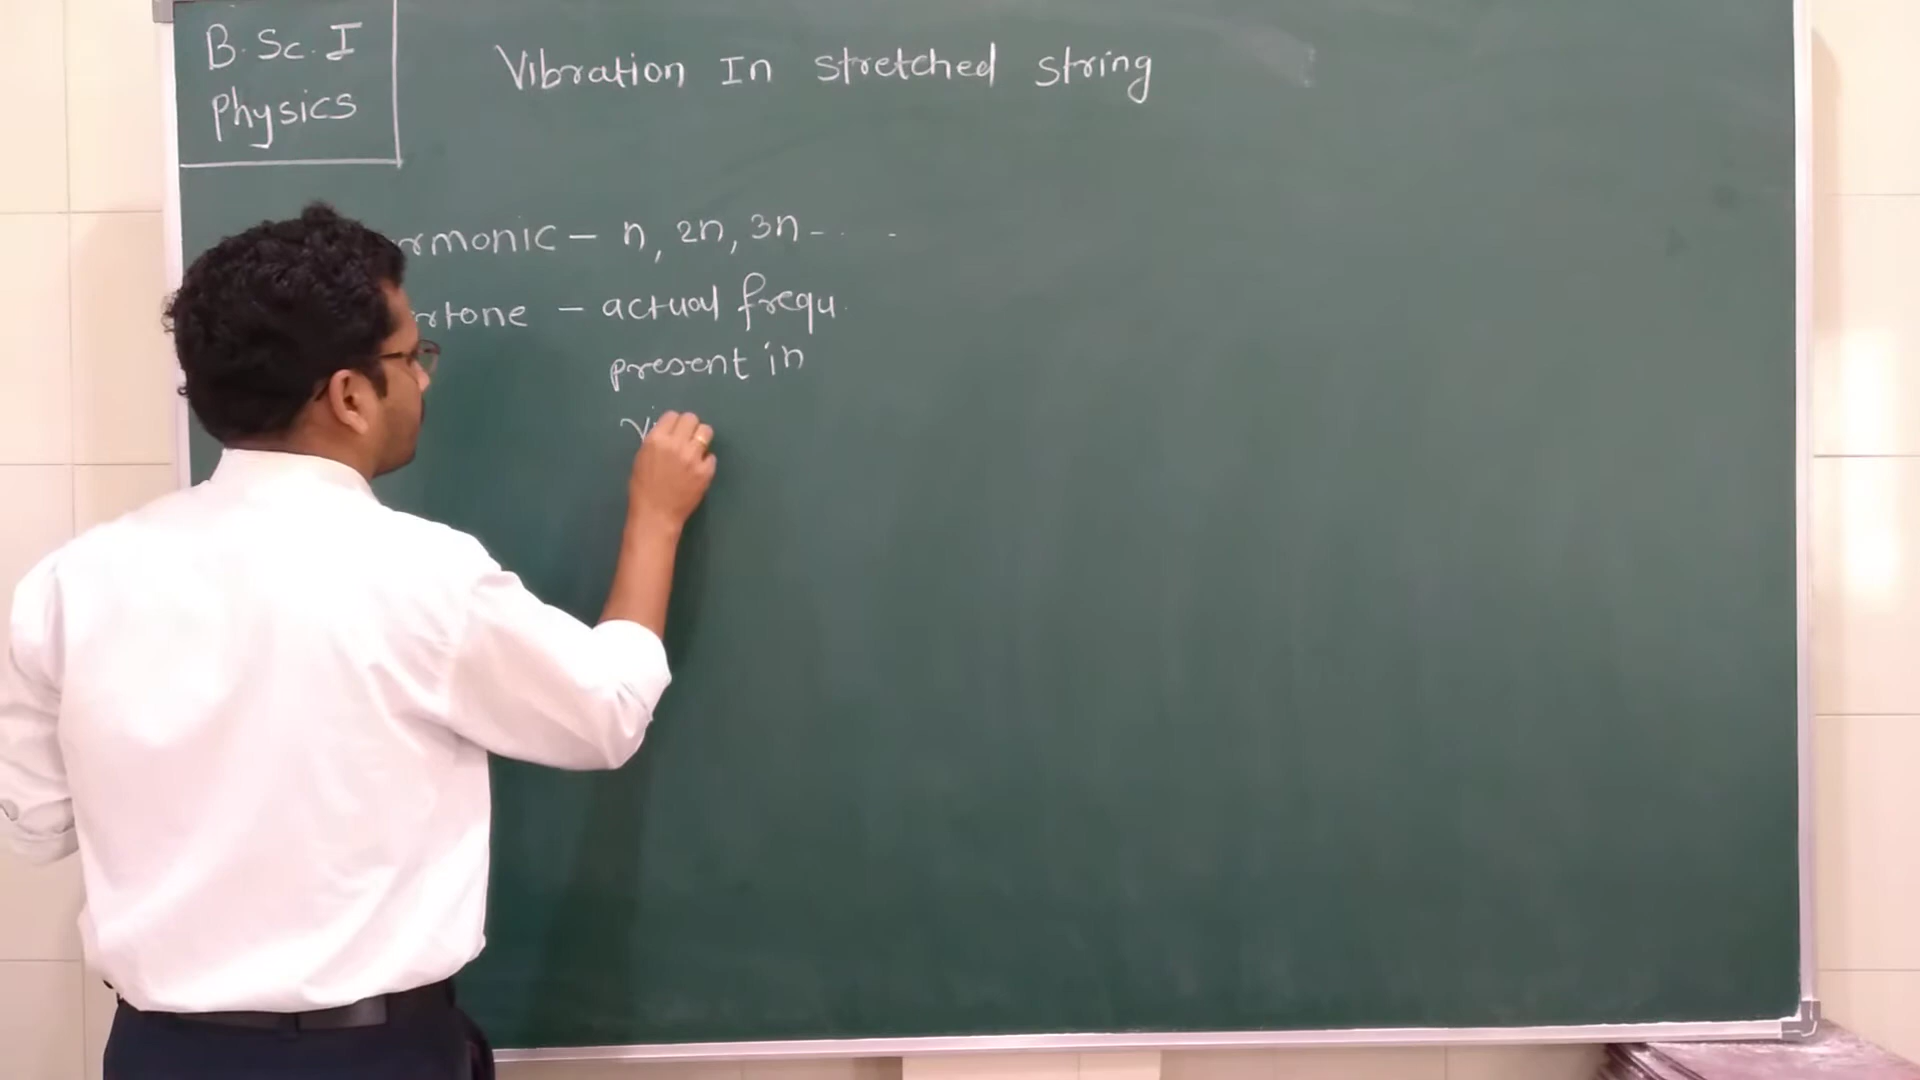 B.Sc.I
Physics
Vibration In stretched string
rmonic – n, 2n, 3n - . . -
rtone – actual frequ.
present in